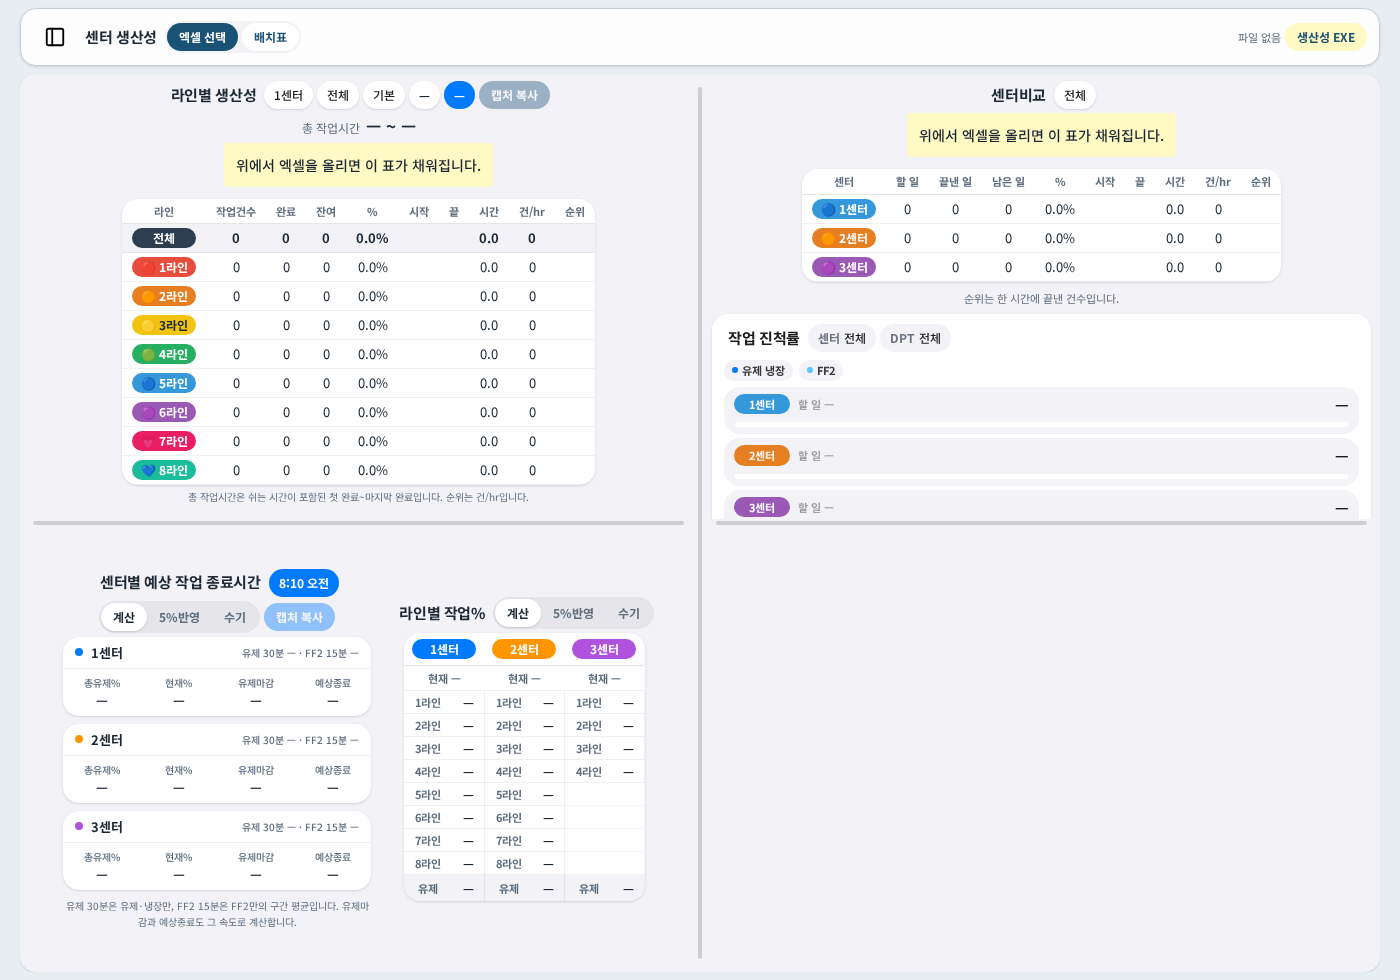 센터 생산성 엑셀 선택 배치표 파일 없음 생산성 EXE
라인별 생산성 1센터 전체 기본 — — 캡처 복사
총 작업시간 — ~ —
위에서 엑셀을 올리면 이 표가 채워집니다.
라인 작업건수 완료 잔여 % 시작 끝 시간 건/hr 순위
전체 0 0 0 0.0% 0.0 0
1라인 0 0 0 0.0% 0.0 0
2라인 0 0 0 0.0% 0.0 0
3라인 0 0 0 0.0% 0.0 0
4라인 0 0 0 0.0% 0.0 0
5라인 0 0 0 0.0% 0.0 0
6라인 0 0 0 0.0% 0.0 0
7라인 0 0 0 0.0% 0.0 0
8라인 0 0 0 0.0% 0.0 0
총 작업시간은 쉬는 시간이 포함된 첫 완료~마지막 완료입니다. 순위는 건/hr입니다.
센터비교 전체
위에서 엑셀을 올리면 이 표가 채워집니다.
센터 할 일 끝낸 일 남은 일 % 시작 끝 시간 건/hr 순위
1센터 0 0 0 0.0% 0.0 0
2센터 0 0 0 0.0% 0.0 0
3센터 0 0 0 0.0% 0.0 0
순위는 한 시간에 끝낸 건수입니다.
작업 진척률 센터 전체 DPT 전체
유제 냉장 FF2
1센터 할 일 — —
2센터 할 일 — —
3센터 할 일 — —
센터별 예상 작업 종료시간 8:10 오전
계산 5%반영 수기 캡처 복사
1센터 유제 30분 — · FF2 15분 —
총유제% 현재% 유제마감 예상종료
— — — —
2센터 유제 30분 — · FF2 15분 —
총유제% 현재% 유제마감 예상종료
— — — —
3센터 유제 30분 — · FF2 15분 —
총유제% 현재% 유제마감 예상종료
— — — —
유제 30분은 유제·냉장만, FF2 15분은 FF2만의 구간 평균입니다. 유제마
감과 예상종료도 그 속도로 계산합니다.
라인별 작업% 계산 5%반영 수기
1센터 2센터 3센터
현재 — 현재 — 현재 —
1라인 — 1라인 — 1라인 —
2라인 — 2라인 — 2라인 —
3라인 — 3라인 — 3라인 —
4라인 — 4라인 — 4라인 —
5라인 — 5라인 —
6라인 — 6라인 —
7라인 — 7라인 —
8라인 — 8라인 —
유제 — 유제 — 유제 —